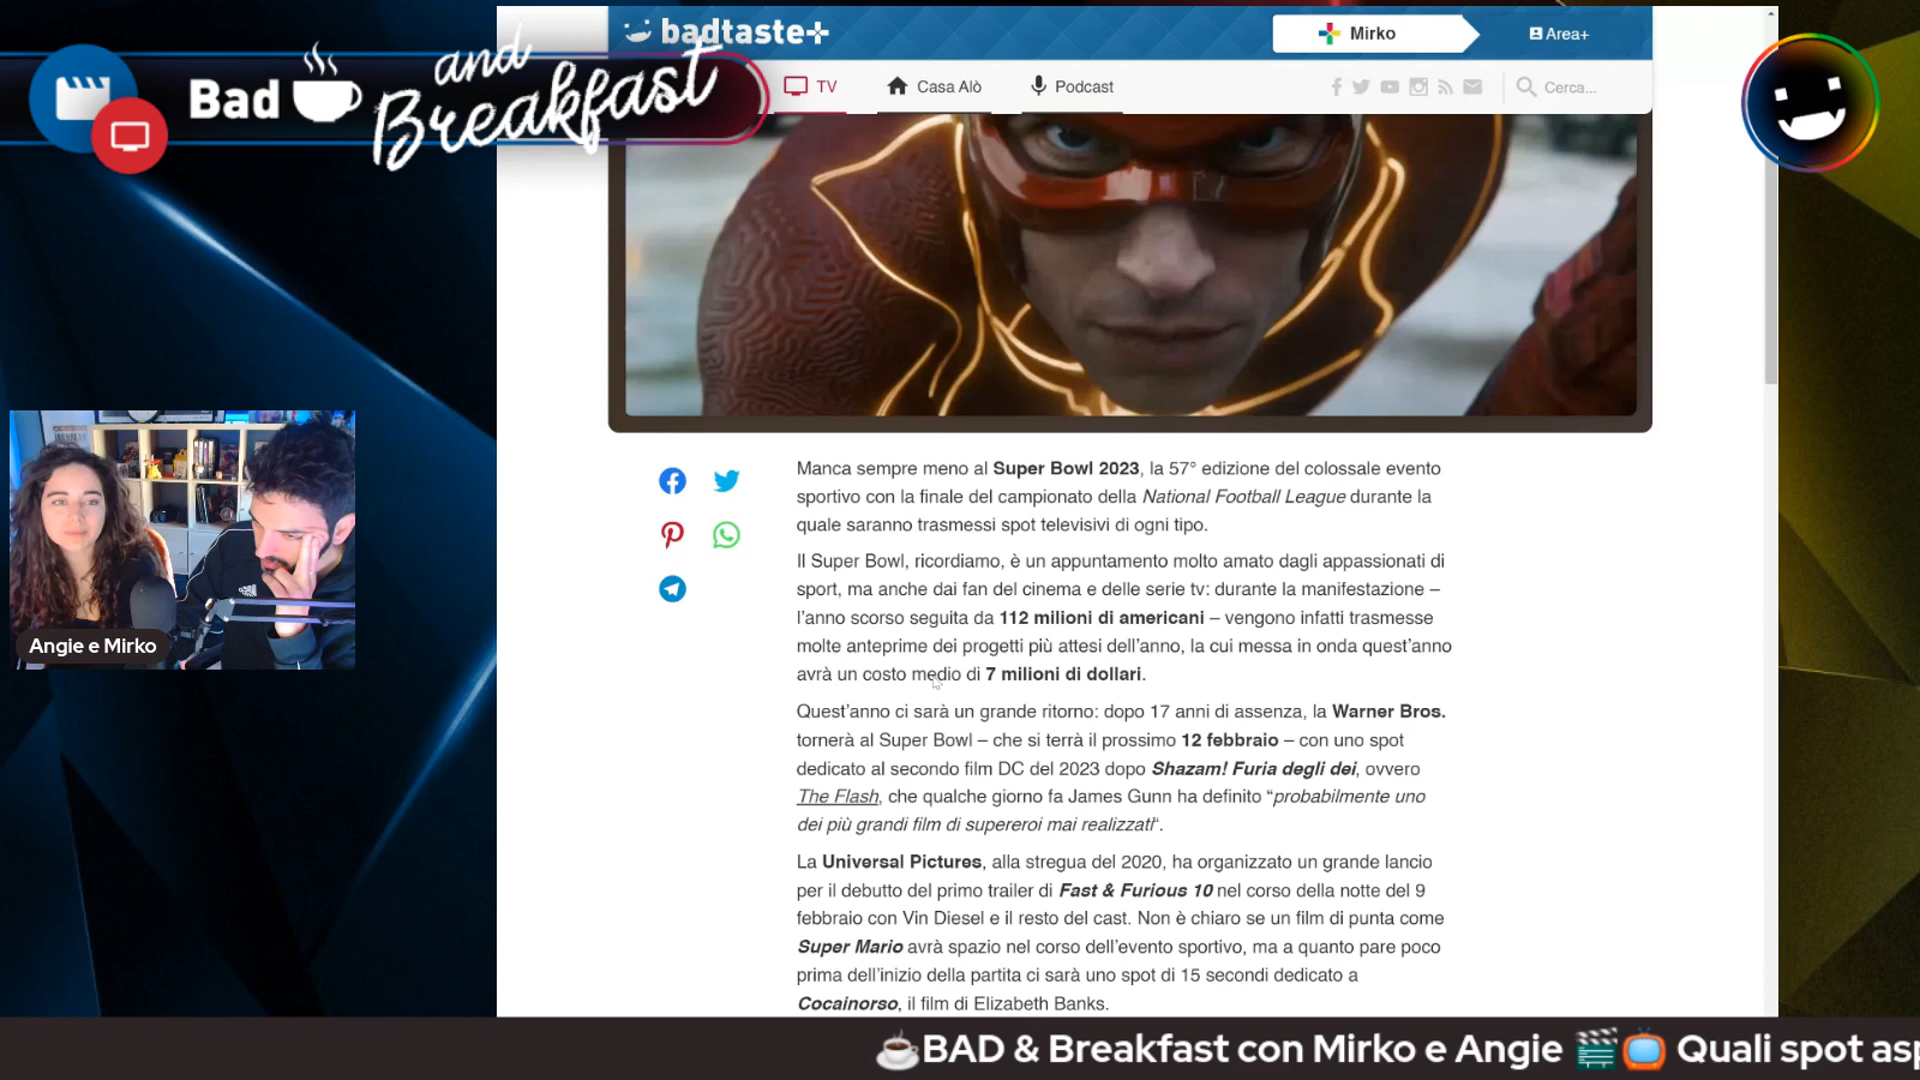 badtaste+
Mirko
Area+
Bad and Breakfast
TV
Casa Alò
Podcast
Cerca...
Angie e Mirko
Manca sempre meno al Super Bowl 2023, la 57° edizione del colossale evento
sportivo con la finale del campionato della National Football League durante la
quale saranno trasmessi spot televisivi di ogni tipo.
Il Super Bowl, ricordiamo, è un appuntamento molto amato dagli appassionati di
sport, ma anche dai fan del cinema e delle serie tv: durante la manifestazione –
l'anno scorso seguita da 112 milioni di americani – vengono infatti trasmesse
molte anteprime dei progetti più attesi dell'anno, la cui messa in onda quest'anno
avrà un costo medio di 7 milioni di dollari.
Quest'anno ci sarà un grande ritorno: dopo 17 anni di assenza, la Warner Bros.
tornerà al Super Bowl – che si terrà il prossimo 12 febbraio – con uno spot
dedicato al secondo film DC del 2023 dopo Shazam! Furia degli dei, ovvero
The Flash, che qualche giorno fa James Gunn ha definito “probabilmente uno
dei più grandi film di supereroi mai realizzati“.
La Universal Pictures, alla stregua del 2020, ha organizzato un grande lancio
per il debutto del primo trailer di Fast & Furious 10 nel corso della notte del 9
febbraio con Vin Diesel e il resto del cast. Non è chiaro se un film di punta come
Super Mario avrà spazio nel corso dell'evento sportivo, ma a quanto pare poco
prima dell'inizio della partita ci sarà uno spot di 15 secondi dedicato a
Cocainorso, il film di Elizabeth Banks.
☕BAD & Breakfast con Mirko e Angie 🎬📺 Quali spot asp